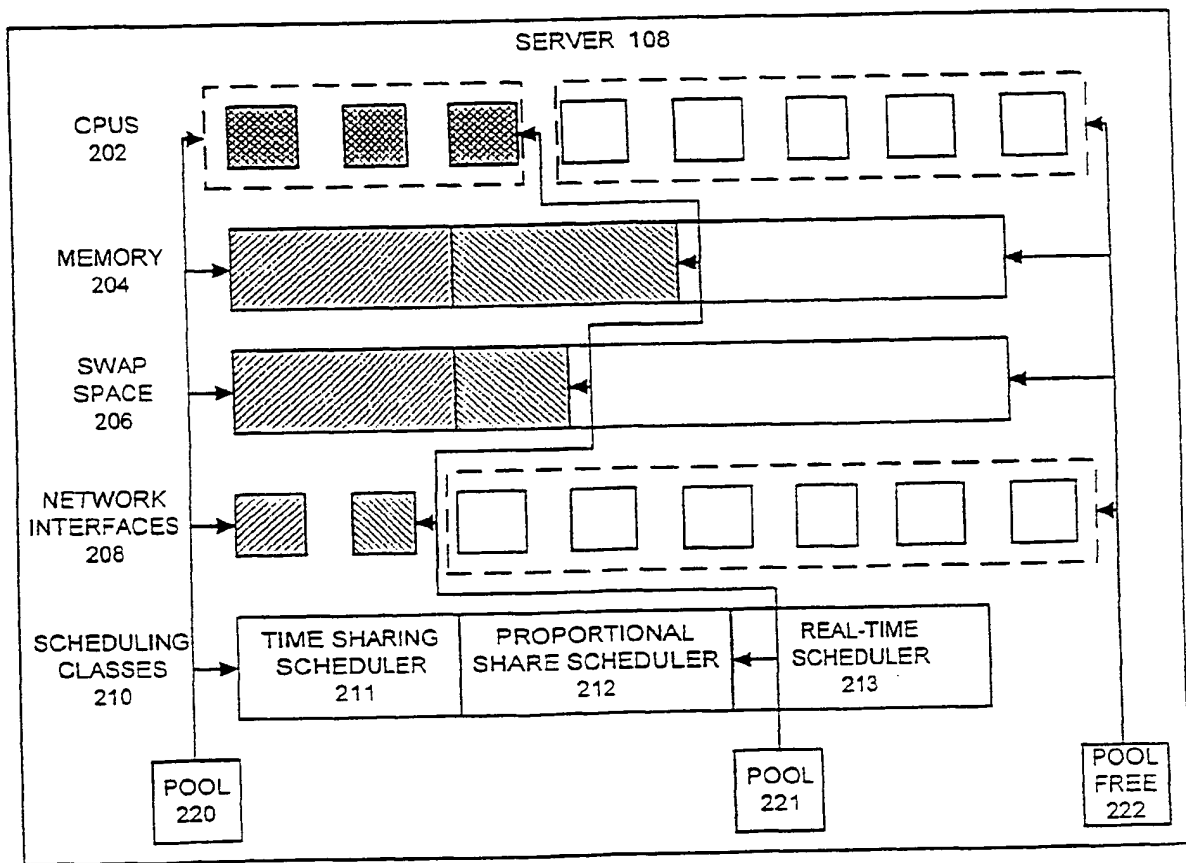 SERVER 108
CPUS
202
MEMORY
204
SWAP
SPACE
206
NETWORK
INTERFACES
208
SCHEDULING
CLASSES
210
TIME SHARING
SCHEDULER
211
PROPORTIONAL
SHARE SCHEDULER
212
REAL-TIME
SCHEDULER
213
POOL
220
POOL
221
POOL
FREE
222